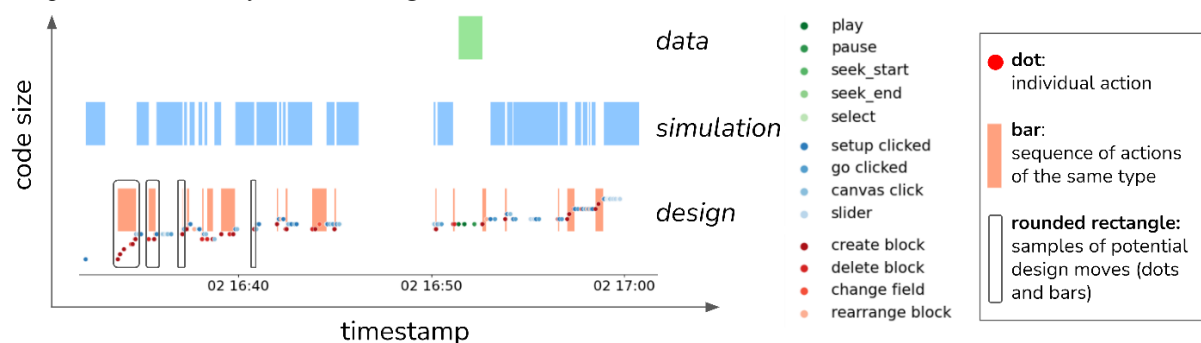 code size
data
simulation
design
02 16:40
02 16:50
02 17:00
timestamp
play
pause
seek_start
seek_end
select
setup clicked
go clicked
canvas click
slider
create block
delete block
change field
rearrange block
dot:
individual action
bar:
sequence of actions
of the same type
rounded rectangle:
samples of potential
design moves (dots
and bars)